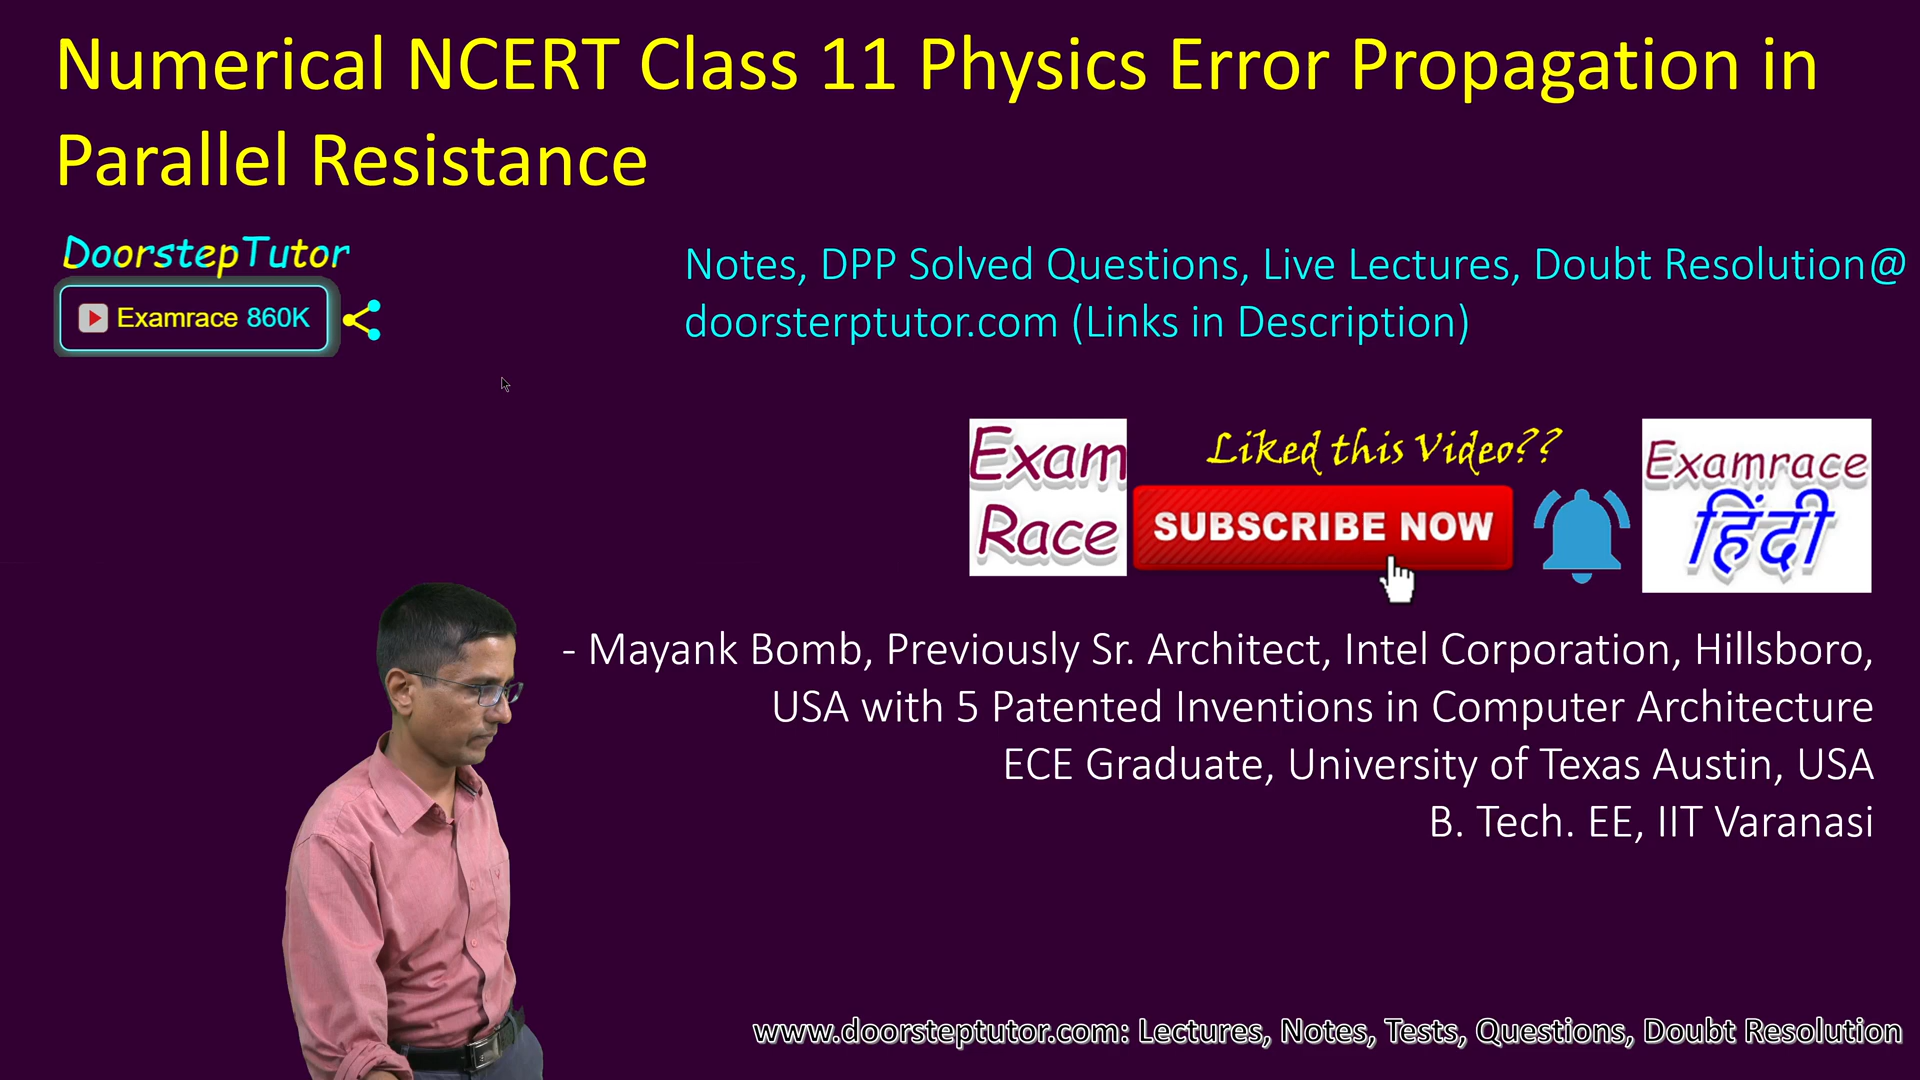 Numerical NCERT Class 11 Physics Error Propagation in
Parallel Resistance
DoorstepTutor
Examrace 860K
Notes, DPP Solved Questions, Live Lectures, Doubt Resolution@
doorsterptutor.com (Links in Description)
Exam
Race
Liked this Video??
SUBSCRIBE NOW
Examrace
हिंदी
- Mayank Bomb, Previously Sr. Architect, Intel Corporation, Hillsboro,
USA with 5 Patented Inventions in Computer Architecture
ECE Graduate, University of Texas Austin, USA
B. Tech. EE, IIT Varanasi
www.doorsteptutor.com: Lectures, Notes, Tests, Questions, Doubt Resolution